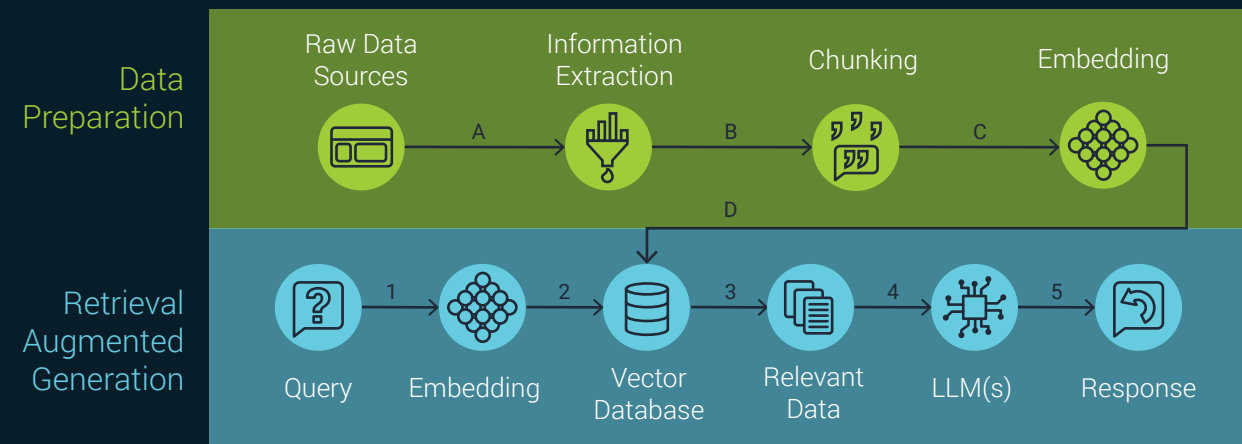 Data
Preparation
Raw Data
Sources
Information
Extraction
Chunking
Embedding
A
B
C
D
Retrieval
Augmented
Generation
1
2
3
4
5
Query
Embedding
Vector
Database
Relevant
Data
LLM(s)
Response